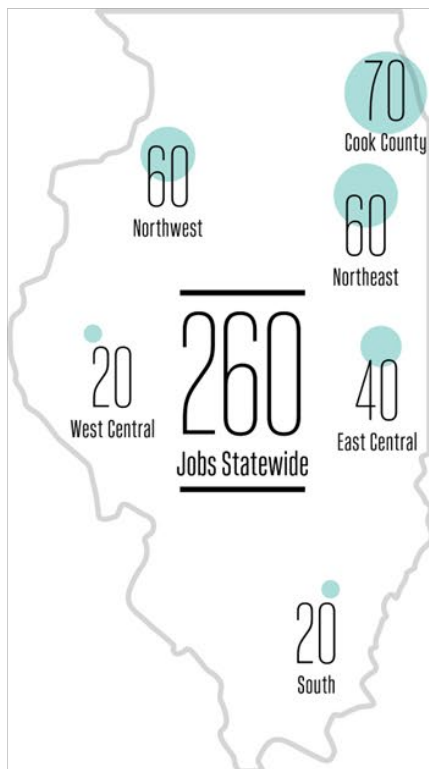 70
Cook County
60
Northwest
60
Northeast
260
Jobs Statewide
20
West Central
40
East Central
20
South